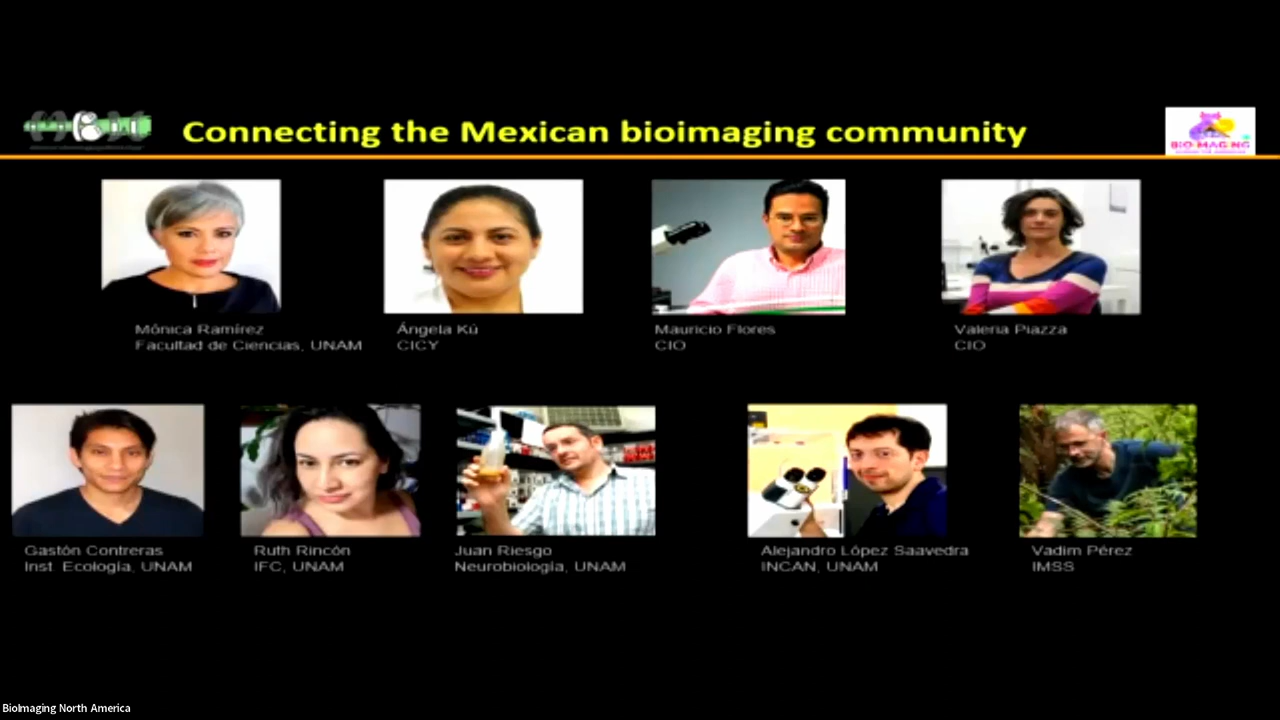 Connecting the Mexican bioimaging community
BIO MAGING
Mónica Ramírez
Facultad de Ciencias, UNAM
Ángela Kú
CICY
Mauricio Flores
CIO
Valeria Piazza
CIO
Gastón Contreras
Inst Ecología, UNAM
Ruth Rincón
IFC, UNAM
Juan Riesgo
Neurobiología, UNAM
Alejandro López Saavedra
INCAN, UNAM
Vadim Pérez
IMSS
BioImaging North America